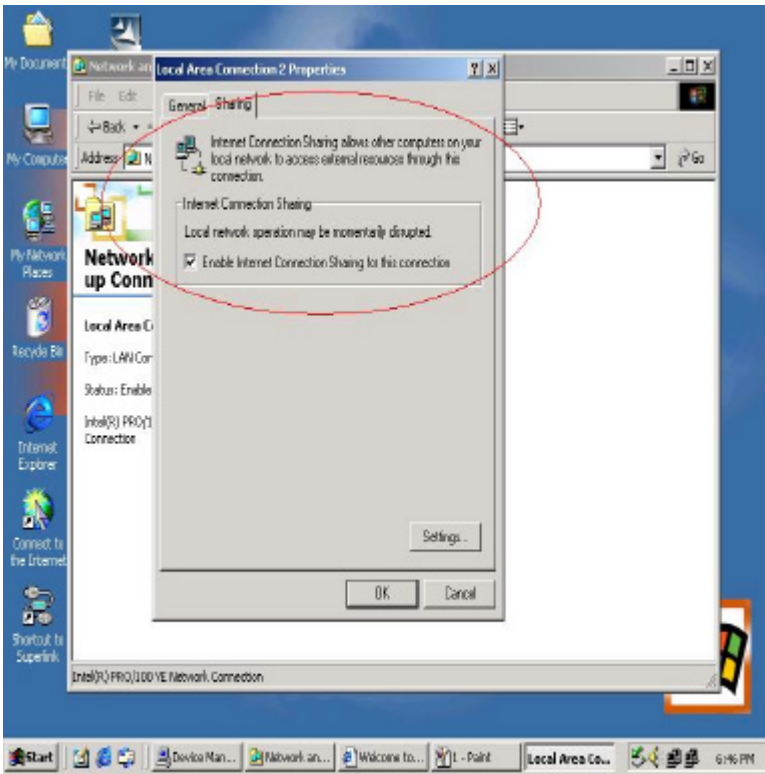 My Document
My Computer
My Network
Places
Recycle Bin
Internet
Explorer
Connect to
the Internet
Shortcut to
Superlink
Network an
File Edit
Back
Address N
Go
Network
up Conn
Local Area C
Type: LAN Con
Status: Enable
Intel(R) PRO/1
Connection
Intel(R) PRO/100 VE Network Connection
Local Area Connection 2 Properties
General Sharing
Internet Connection Sharing allows other computers on your
local network to access external resources through this
connection.
Internet Connection Sharing
Local network operation may be momentarily disrupted.
Enable Internet Connection Sharing for this connection
Settings...
OK Cancel
Start
Device Man...
Network an...
Welcome to...
1 - Paint
Local Area Co...
6:46 PM